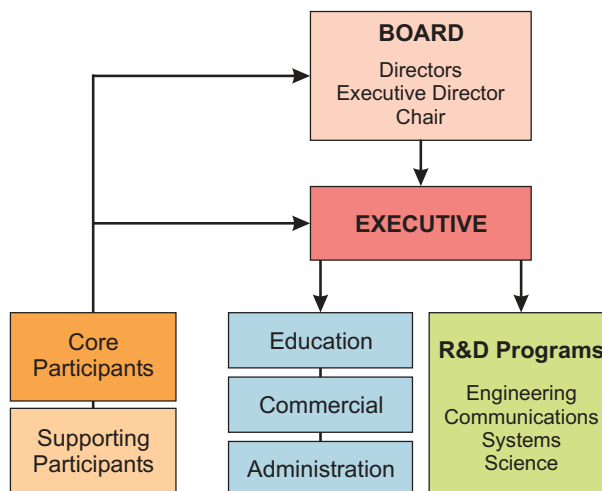 BOARD
Directors
Executive Director
Chair
EXECUTIVE
Core
Participants
Supporting
Participants
Education
Commercial
Administration
R&D Programs
Engineering
Communications
Systems
Science